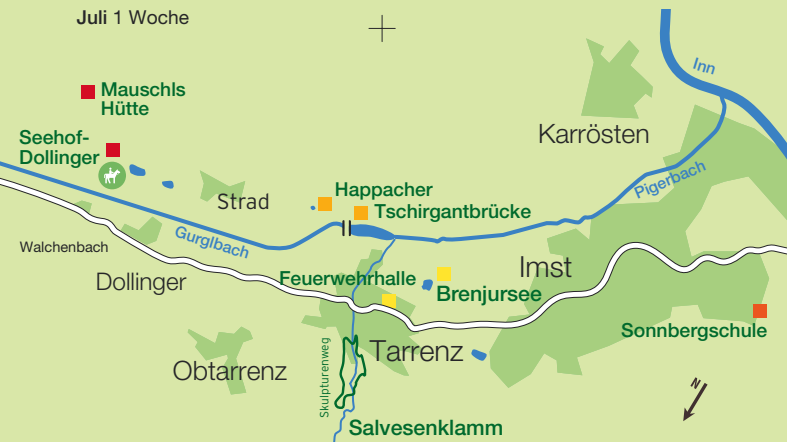 Juli 1 Woche
Inn
Mauschls
Hütte
Karrösten
Seehof-
Dollinger
Pigerbach
Happacher
Strad
Tschirgantbrücke
Gurglbach
Walchenbach
Imst
Dollinger
Feuerwehrhalle
Brenjursee
Sonnbergschule
Tarrenz
Obtarrenz
Skulpturenweg
N
Salvesenklamm